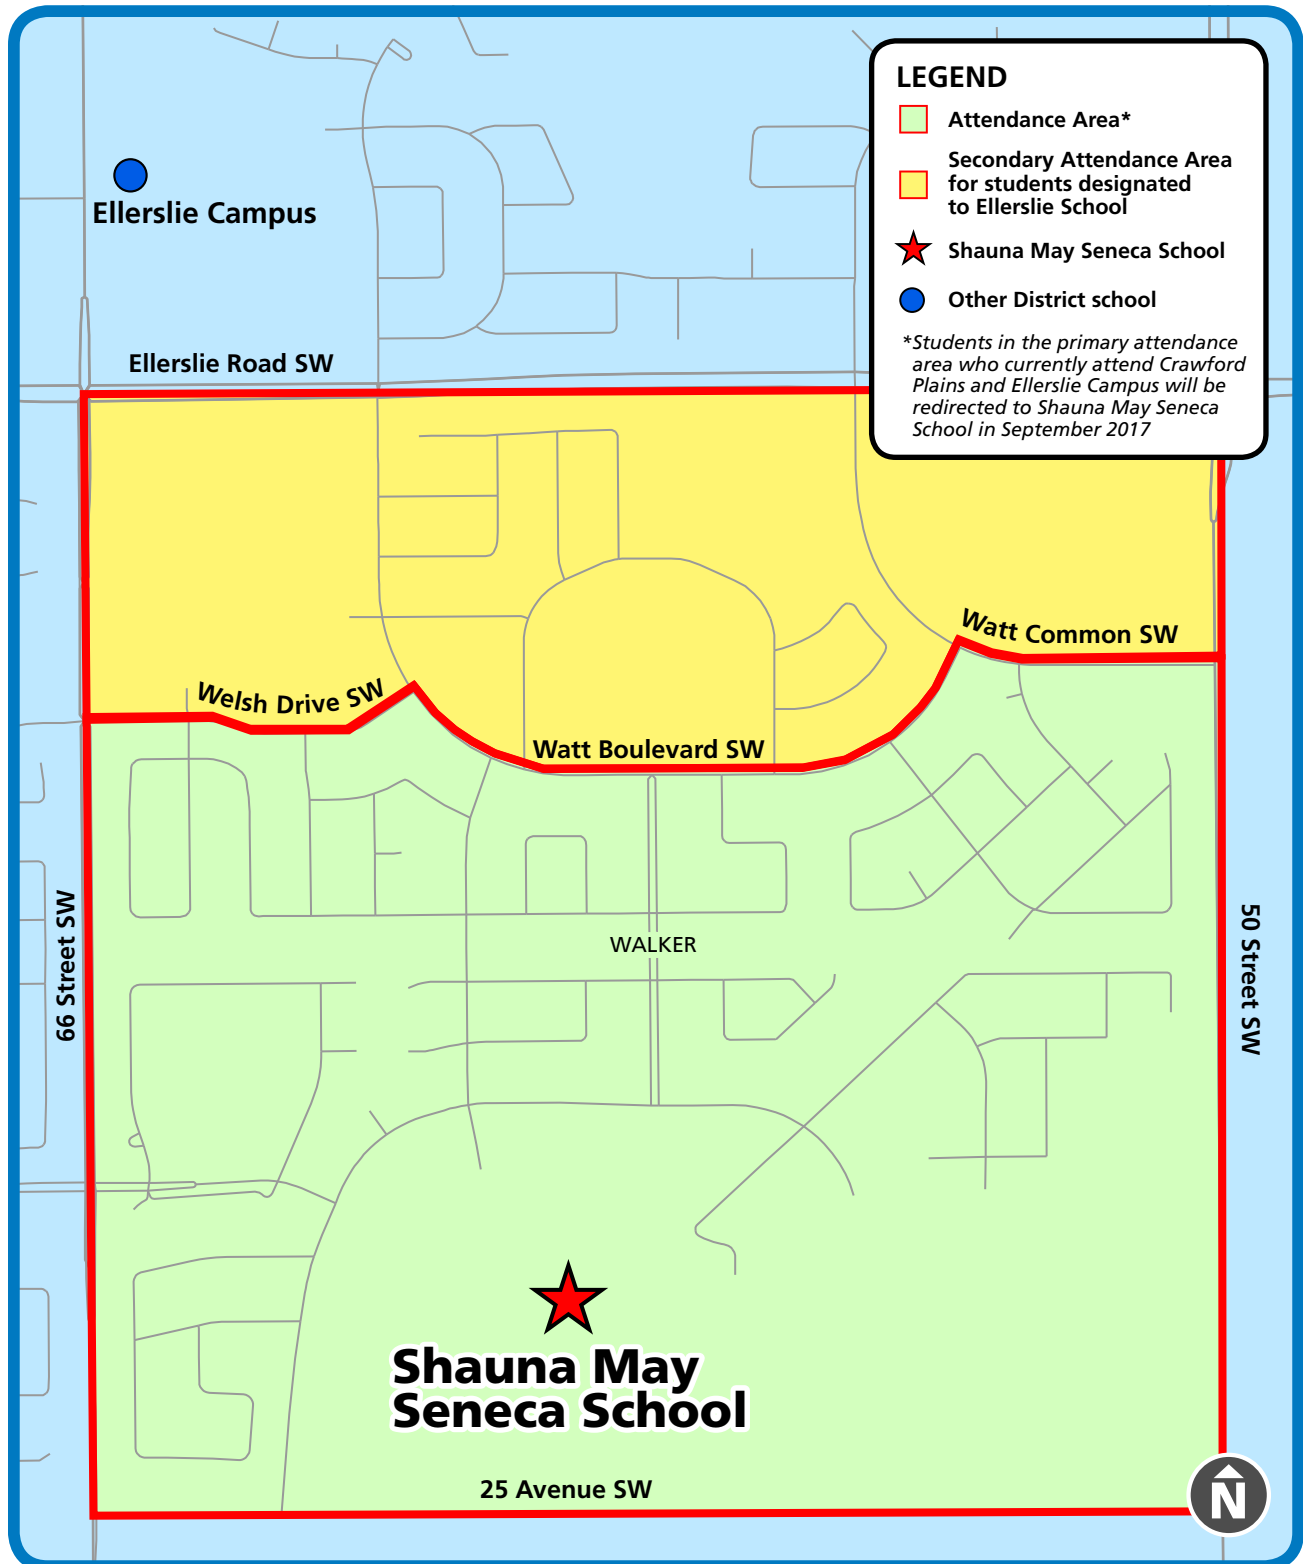 LEGEND
Attendance Area*
Secondary Attendance Area
for students designated
to Ellerslie School
Shauna May Seneca School
Other District school
*Students in the primary attendance
area who currently attend Crawford
Plains and Ellerslie Campus will be
redirected to Shauna May Seneca
School in September 2017
Ellerslie Campus
Ellerslie Road SW
Watt Common SW
Welsh Drive SW
Watt Boulevard SW
66 Street SW
WALKER
50 Street SW
Shauna May
Seneca School
25 Avenue SW
N